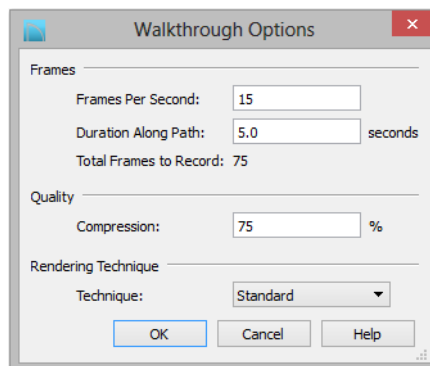 Walkthrough Options
Frames
Frames Per Second: 15
Duration Along Path: 5.0 seconds
Total Frames to Record: 75
Quality
Compression: 75 %
Rendering Technique
Technique: Standard
OK Cancel Help